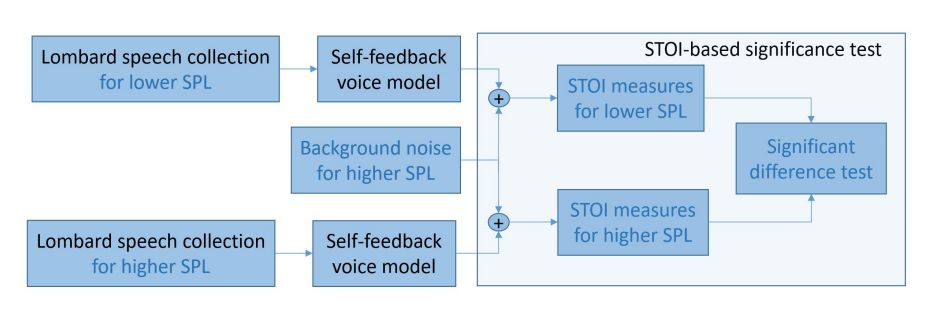 STOI-based significance test
Lombard speech collection
for lower SPL
Self-feedback
voice model
+
STOI measures
for lower SPL
Background noise
for higher SPL
Significant
difference test
Lombard speech collection
for higher SPL
Self-feedback
voice model
+
STOI measures
for higher SPL